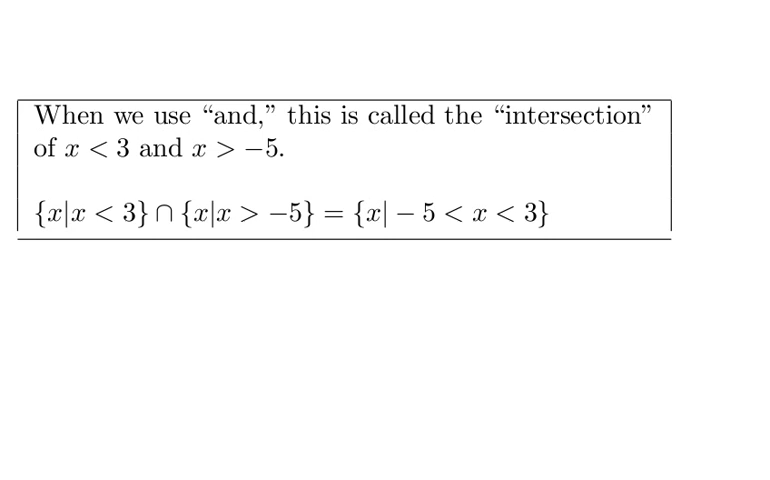 When we use “and,” this is called the “intersection”
of x < 3 and x > −5.
{x|x < 3} ∩ {x|x > −5} = {x| − 5 < x < 3}